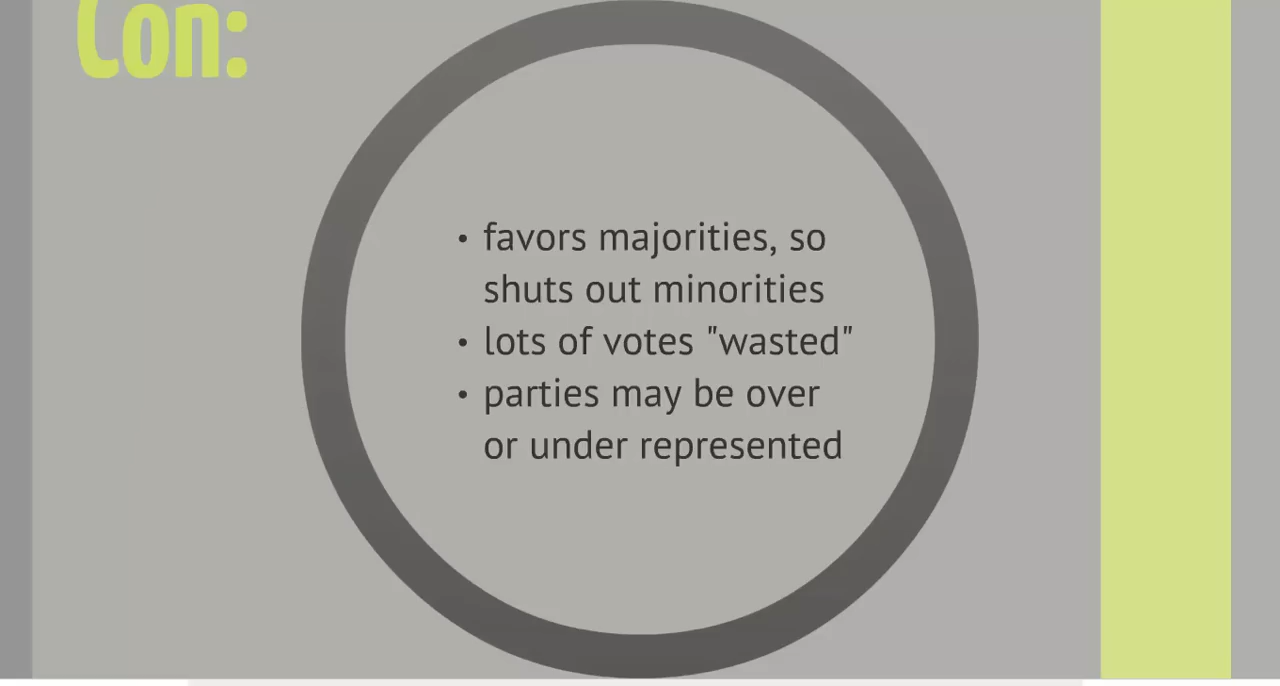 Con:
• favors majorities, so
shuts out minorities
• lots of votes "wasted"
• parties may be over
or under represented